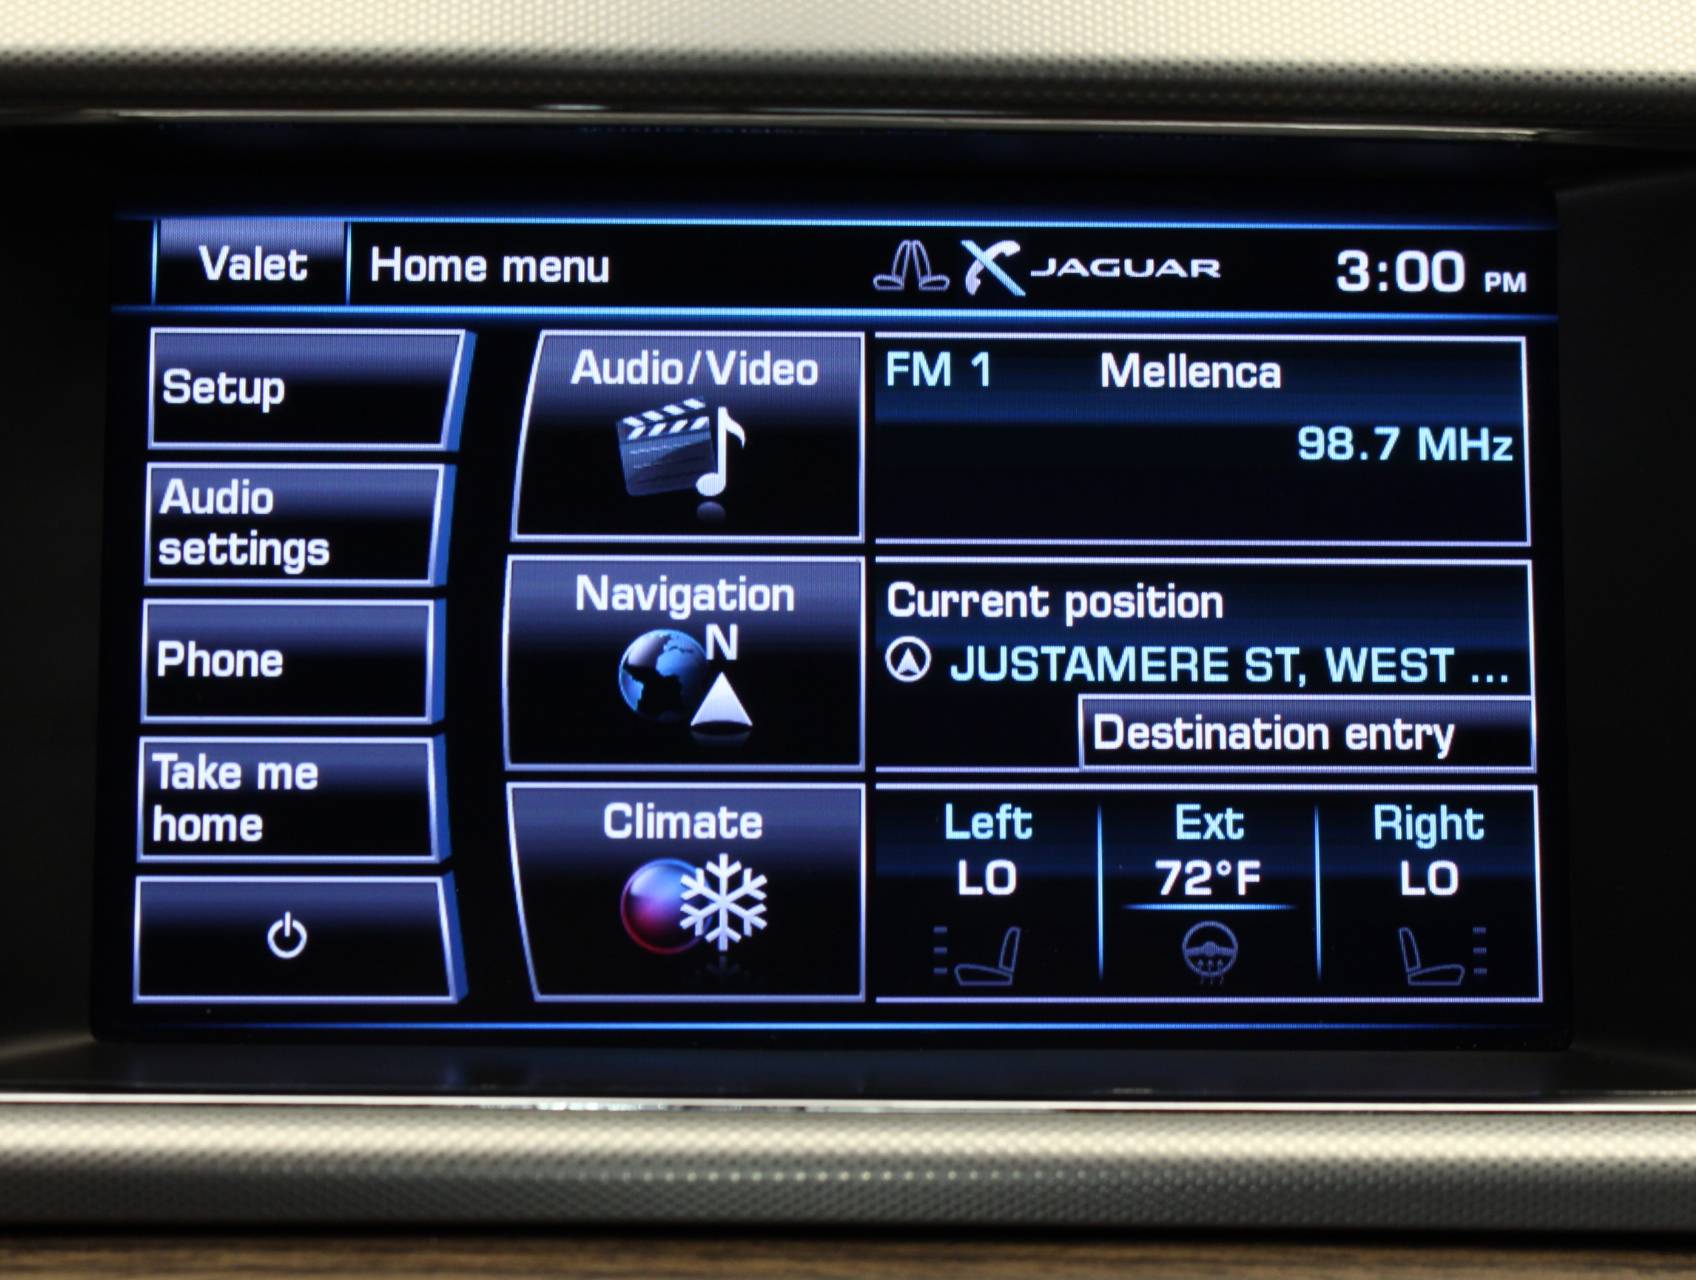 Valet
Home menu
JAGUAR
3:00 PM
Setup
Audio
settings
Phone
Take me
home
Audio/Video
Navigation
N
Climate
FM 1
Mellenca
98.7 MHz
Current position
JUSTAMERE ST, WEST ...
Destination entry
Left
LO
Ext
72°F
Right
LO